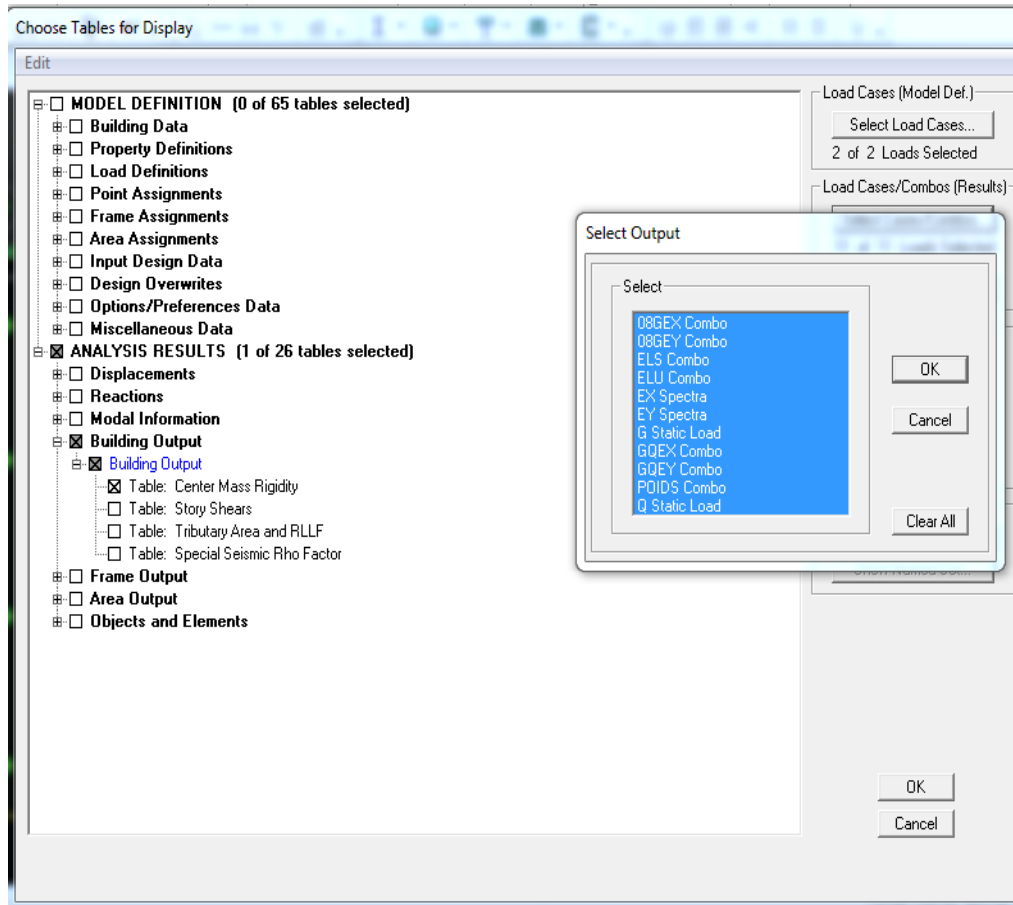 Choose Tables for Display
Edit
MODEL DEFINITION (0 of 65 tables selected)
Building Data
Property Definitions
Load Definitions
Point Assignments
Frame Assignments
Area Assignments
Input Design Data
Design Overwrites
Options/Preferences Data
Miscellaneous Data
ANALYSIS RESULTS (1 of 26 tables selected)
Displacements
Reactions
Modal Information
Building Output
Building Output
Table: Center Mass Rigidity
Table: Story Shears
Table: Tributary Area and RLLF
Table: Special Seismic Rho Factor
Frame Output
Area Output
Objects and Elements
Load Cases (Model Def.)
Select Load Cases...
2 of 2 Loads Selected
Load Cases/Combos (Results)
Select Output
Select
08GEX Combo
08GEY Combo
ELS Combo
ELU Combo
EX Spectra
EY Spectra
G Static Load
GQEX Combo
GQEY Combo
POIDS Combo
Q Static Load
OK
Cancel
Clear All
OK
Cancel